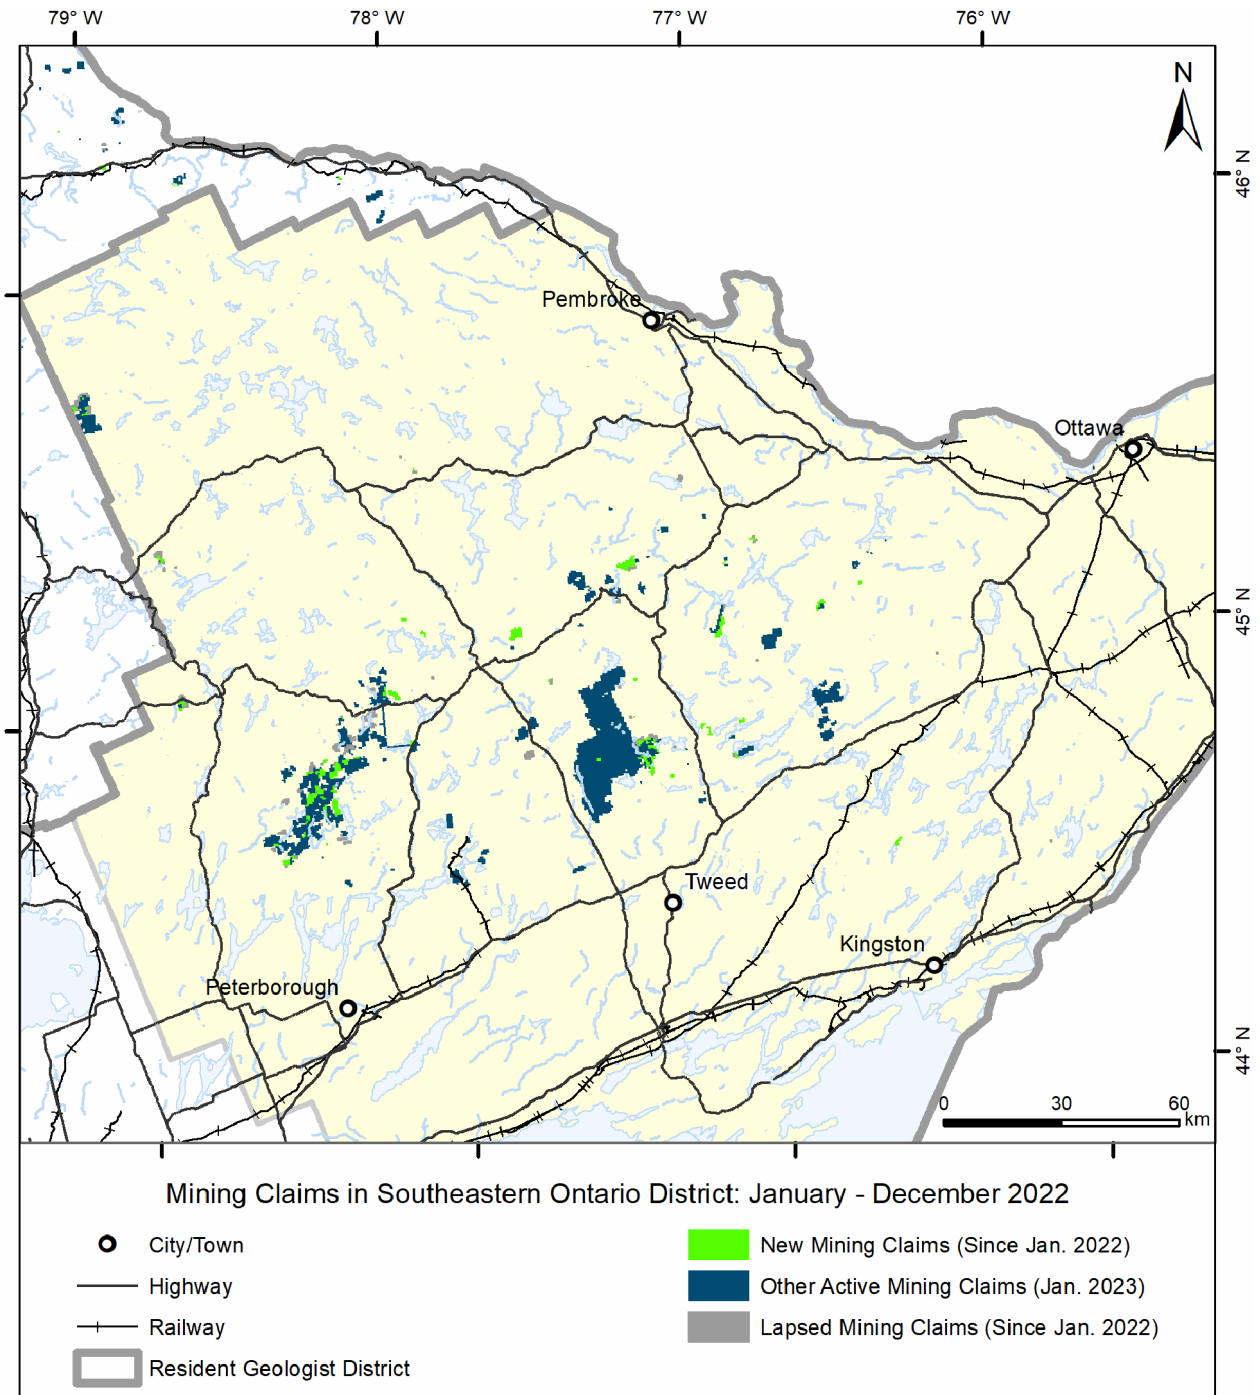 79° W 78° W 77° W 76° W
N
46° N
Pembroke
Ottawa
45° N
Tweed
Kingston
Peterborough
44° N
0 30 60
km
Mining Claims in Southeastern Ontario District: January - December 2022
City/Town
Highway
Railway
Resident Geologist District
New Mining Claims (Since Jan. 2022)
Other Active Mining Claims (Jan. 2023)
Lapsed Mining Claims (Since Jan. 2022)